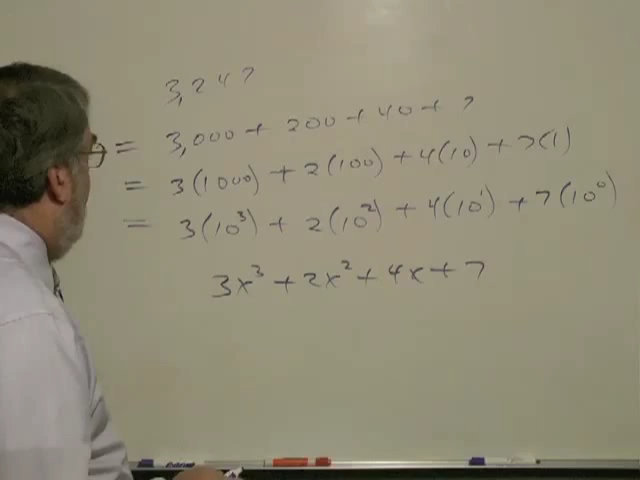 3,247
= 3,000 + 200 + 40 + 7
= 3(1000) + 2(100) + 4(10) + 7(1)
= 3(10³) + 2(10²) + 4(10¹) + 7(10⁰)
3x³ + 2x² + 4x + 7